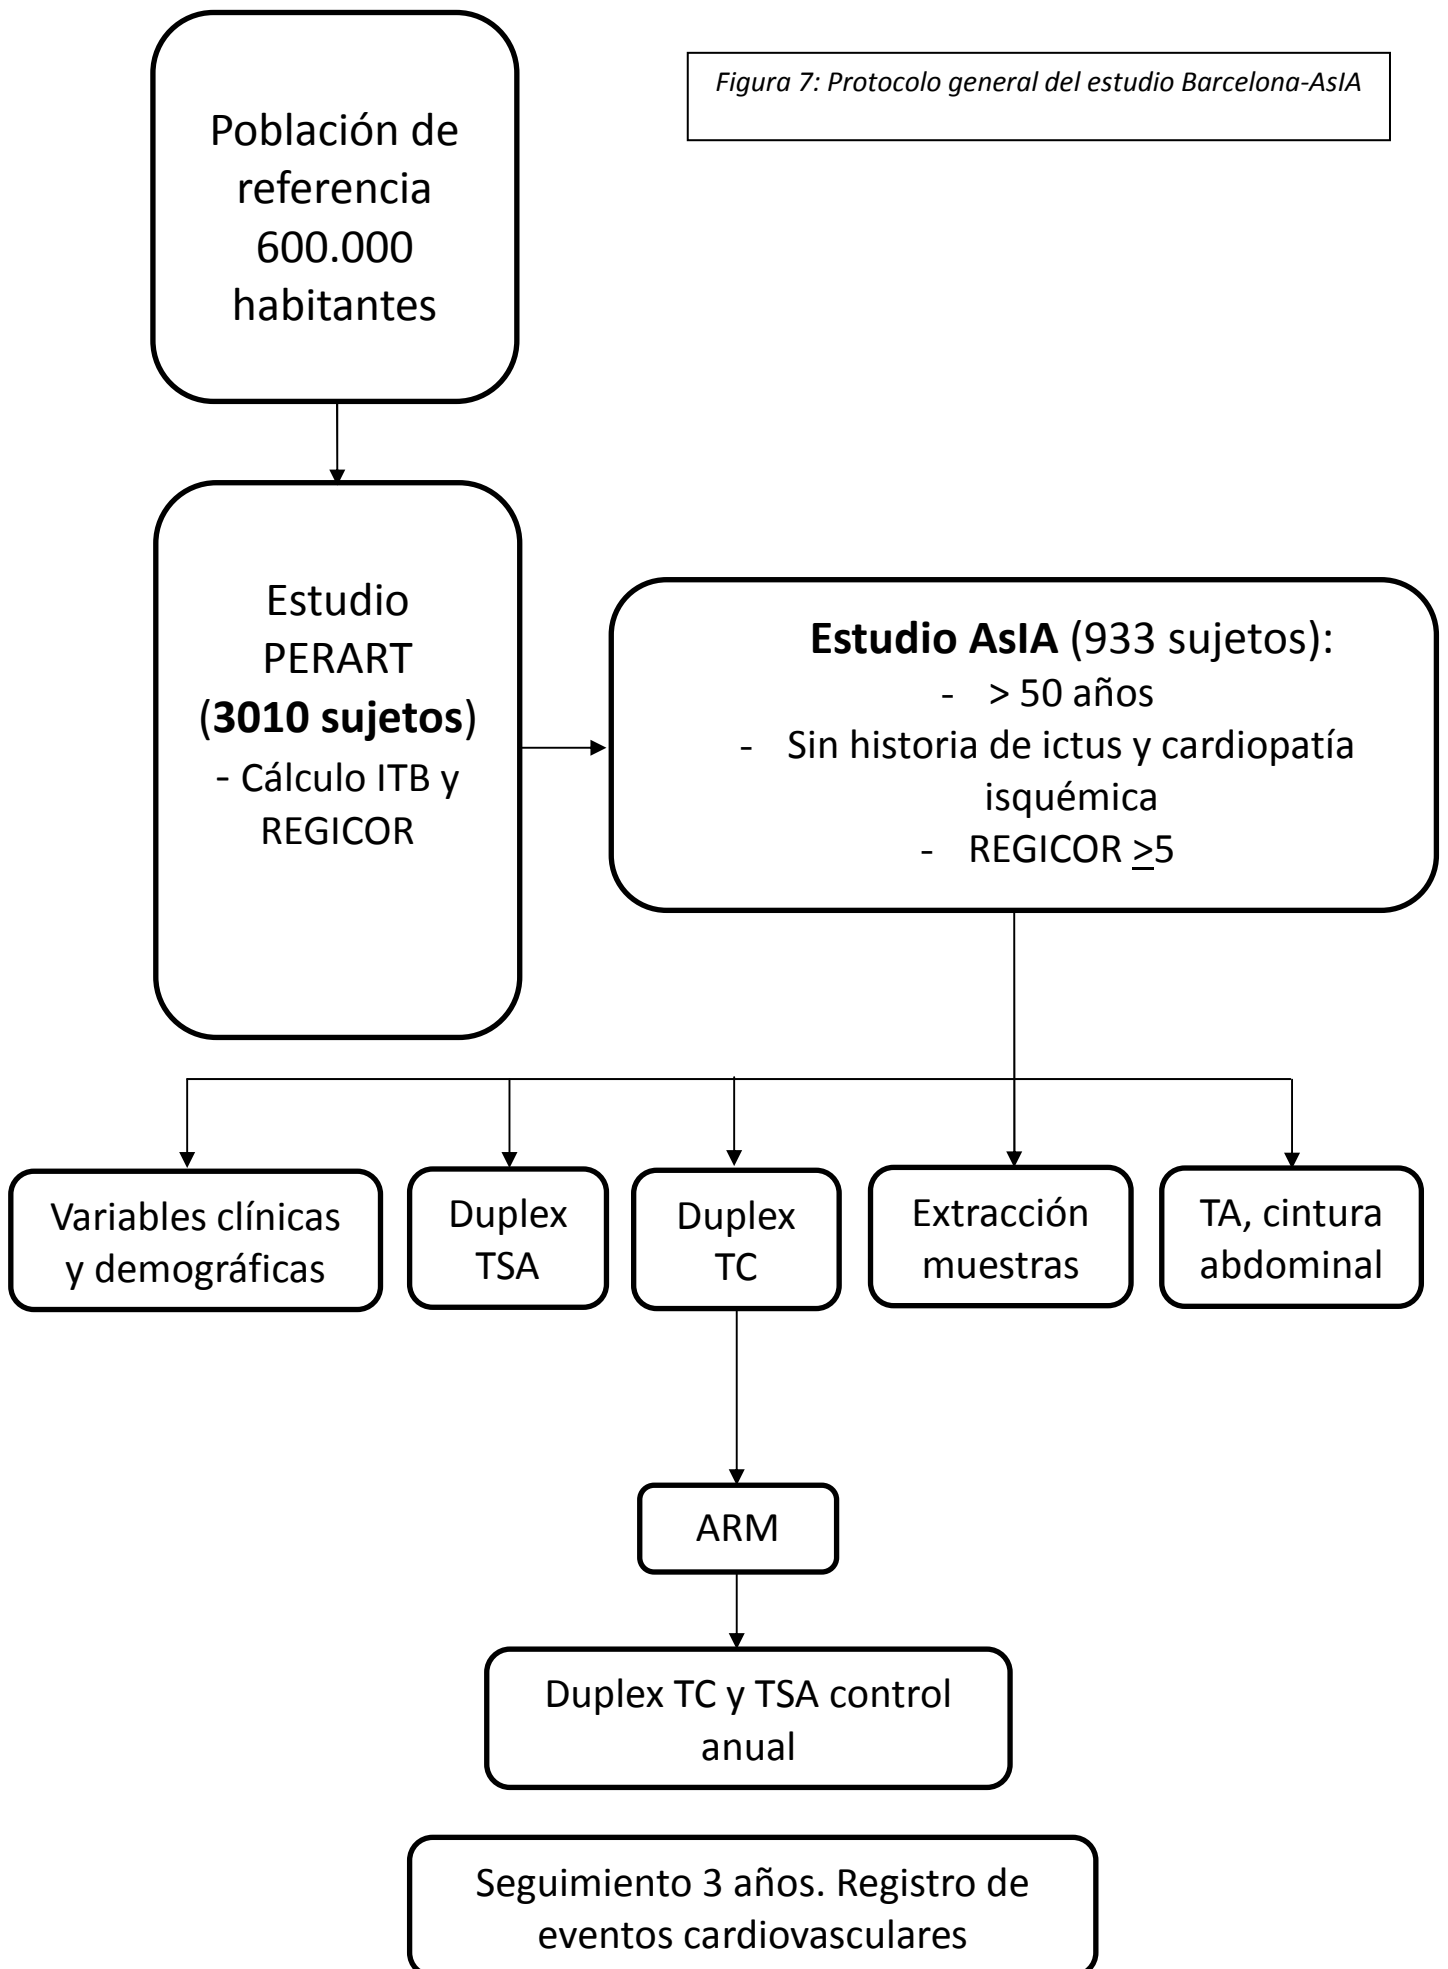 Figura 7: Protocolo general del estudio Barcelona-AsIA
Población de
referencia
600.000
habitantes
Estudio
PERART
(3010 sujetos)
- Cálculo ITB y
REGICOR
Estudio AsIA (933 sujetos):
- > 50 años
- Sin historia de ictus y cardiopatía
isquémica
- REGICOR ≥5
Variables clínicas
y demográficas
Duplex
TSA
Duplex
TC
Extracción
muestras
TA, cintura
abdominal
ARM
Duplex TC y TSA control
anual
Seguimiento 3 años. Registro de
eventos cardiovasculares